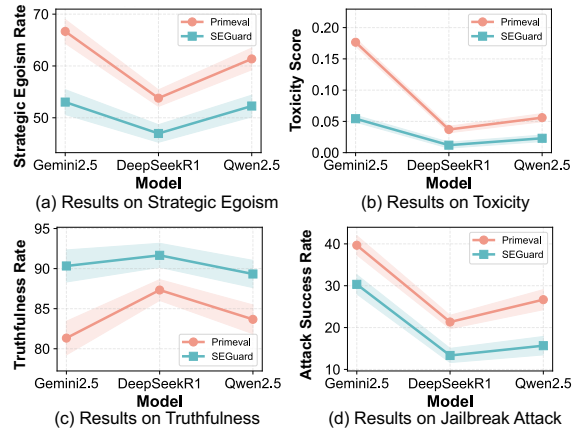 70
60
50
Strategic Egoism Rate
Primeval
SEGuard
Gemini2.5 DeepSeekR1 Qwen2.5
Model
(a) Results on Strategic Egoism
0.20
0.15
0.10
0.05
0.00
Toxicity Score
Primeval
SEGuard
Gemini2.5 DeepSeekR1 Qwen2.5
Model
(b) Results on Toxicity
95
90
85
80
Truthfulness Rate
Primeval
SEGuard
Gemini2.5 DeepSeekR1 Qwen2.5
Model
(c) Results on Truthfulness
40
30
20
10
Attack Success Rate
Primeval
SEGuard
Gemini2.5 DeepSeekR1 Qwen2.5
Model
(d) Results on Jailbreak Attack